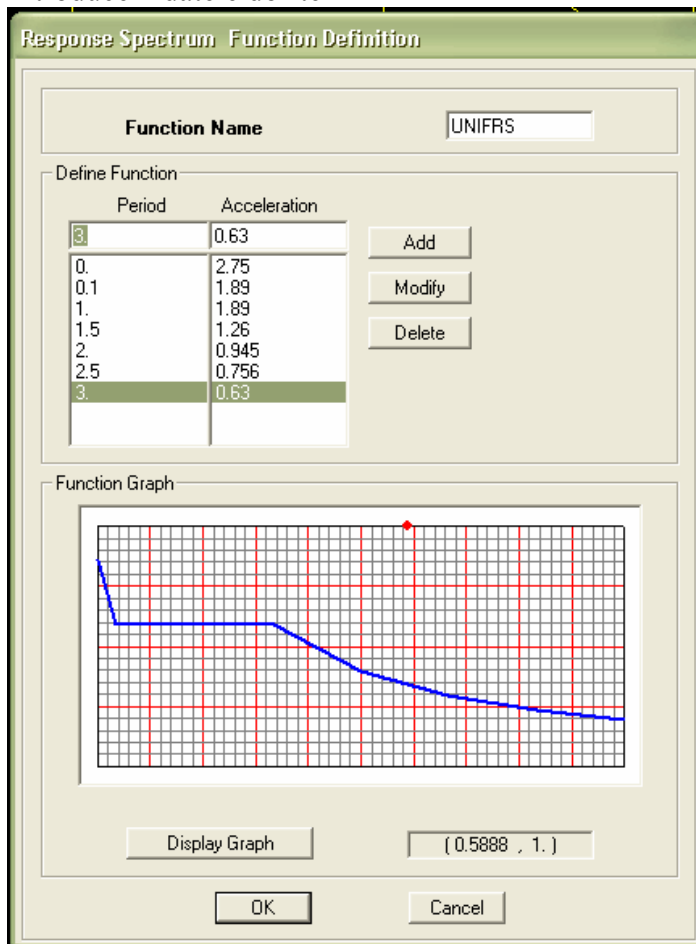 Response Spectrum Function Definition
Function Name UNIFRS
Define Function
Period Acceleration
3. 0.63 Add
0. 2.75
0.1 1.89 Modify
1. 1.89
1.5 1.26 Delete
2. 0.945
2.5 0.756
3. 0.63
Function Graph
Display Graph (0.5888 , 1.)
OK Cancel